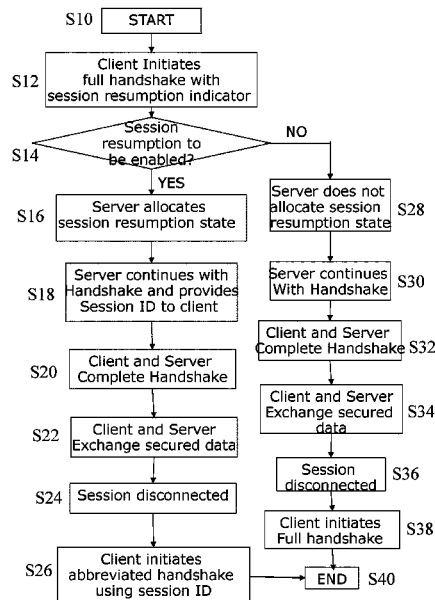 S10
START
S12
Client Initiates
full handshake with
session resumption indicator
S14
Session
resumption to
be enabled?
NO
YES
S16
Server allocates
session resumption state
S18
Server continues with
Handshake and provides
Session ID to client
S20
Client and Server
Complete Handshake
S22
Client and Server
Exchange secured data
S24
Session disconnected
S26
Client initiates
abbreviated handshake
using session ID
Server does not
allocate session
resumption state
S28
Server continues
With Handshake
S30
Client and Server
Complete Handshake
S32
Client and Server
Exchange secured
data
S34
Session
disconnected
S36
Client initiates
Full handshake
S38
END
S40